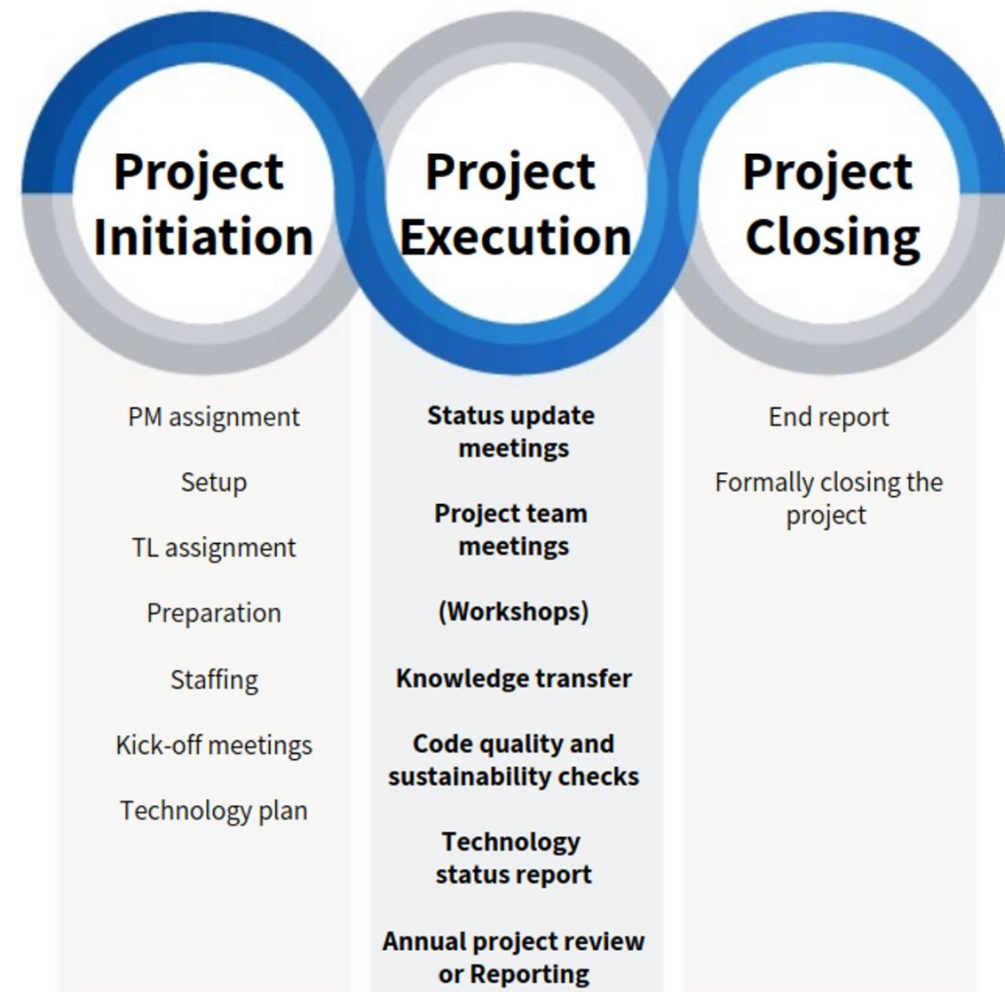 Project
Initiation
PM assignment
Setup
TL assignment
Preparation
Staffing
Kick-off meetings
Technology plan
Project
Execution
Status update
meetings
Project team
meetings
(Workshops)
Knowledge transfer
Code quality and
sustainability checks
Technology
status report
Annual project review
or Reporting
Project
Closing
End report
Formally closing the
project